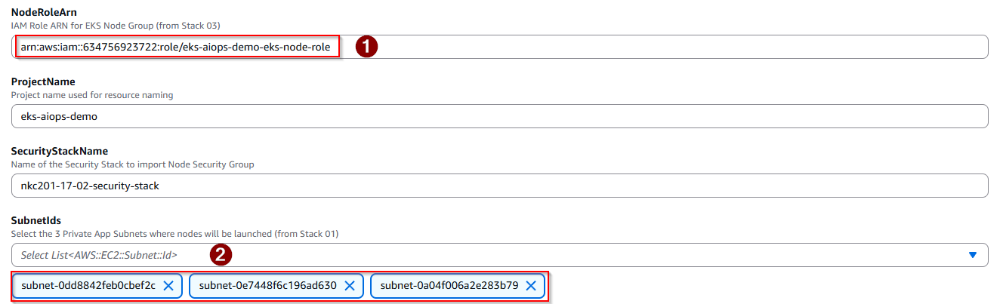 NodeRoleArn
IAM Role ARN for EKS Node Group (from Stack 03)
arn:aws:iam::634756923722:role/eks-aiops-demo-eks-node-role
1
ProjectName
Project name used for resource naming
eks-aiops-demo
SecurityStackName
Name of the Security Stack to import Node Security Group
nkc201-17-02-security-stack
SubnetIds
Select the 3 Private App Subnets where nodes will be launched (from Stack 01)
Select List<AWS::EC2::Subnet::Id>
2
subnet-0dd8842feb0cbef2c subnet-0e7448f6c196ad630 subnet-0a04f006a2e283b79